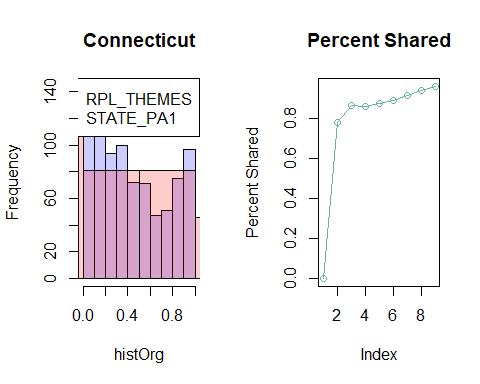 Connecticut
Percent Shared
RPL_THEMES
STATE_PA1
Frequency
0
60
100
140
0.0
0.4
0.8
histOrg
Percent Shared
0.0
0.2
0.4
0.6
0.8
2
4
6
8
Index